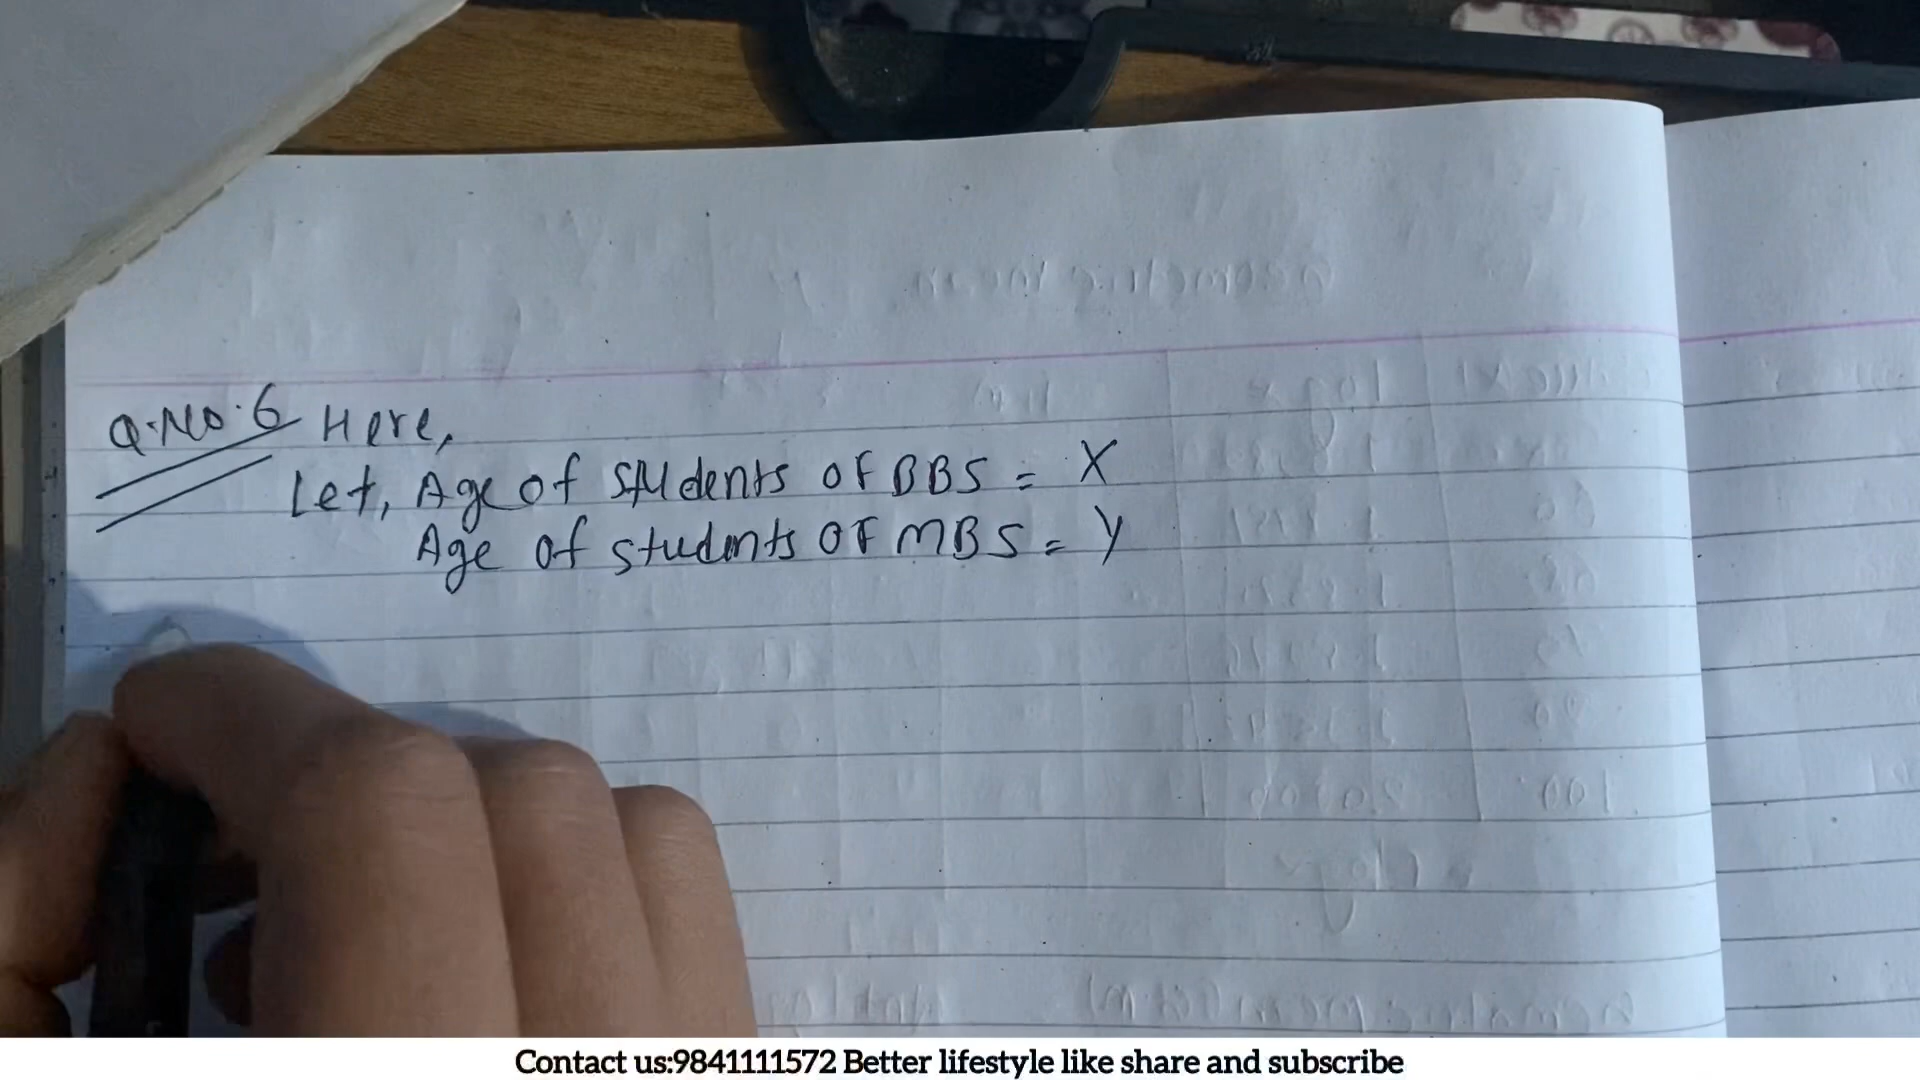 Q.No.6 Here,
Let, Age of students OF BBS = X
Age of students OF MBS = Y
Contact us:9841111572 Better lifestyle like share and subscribe